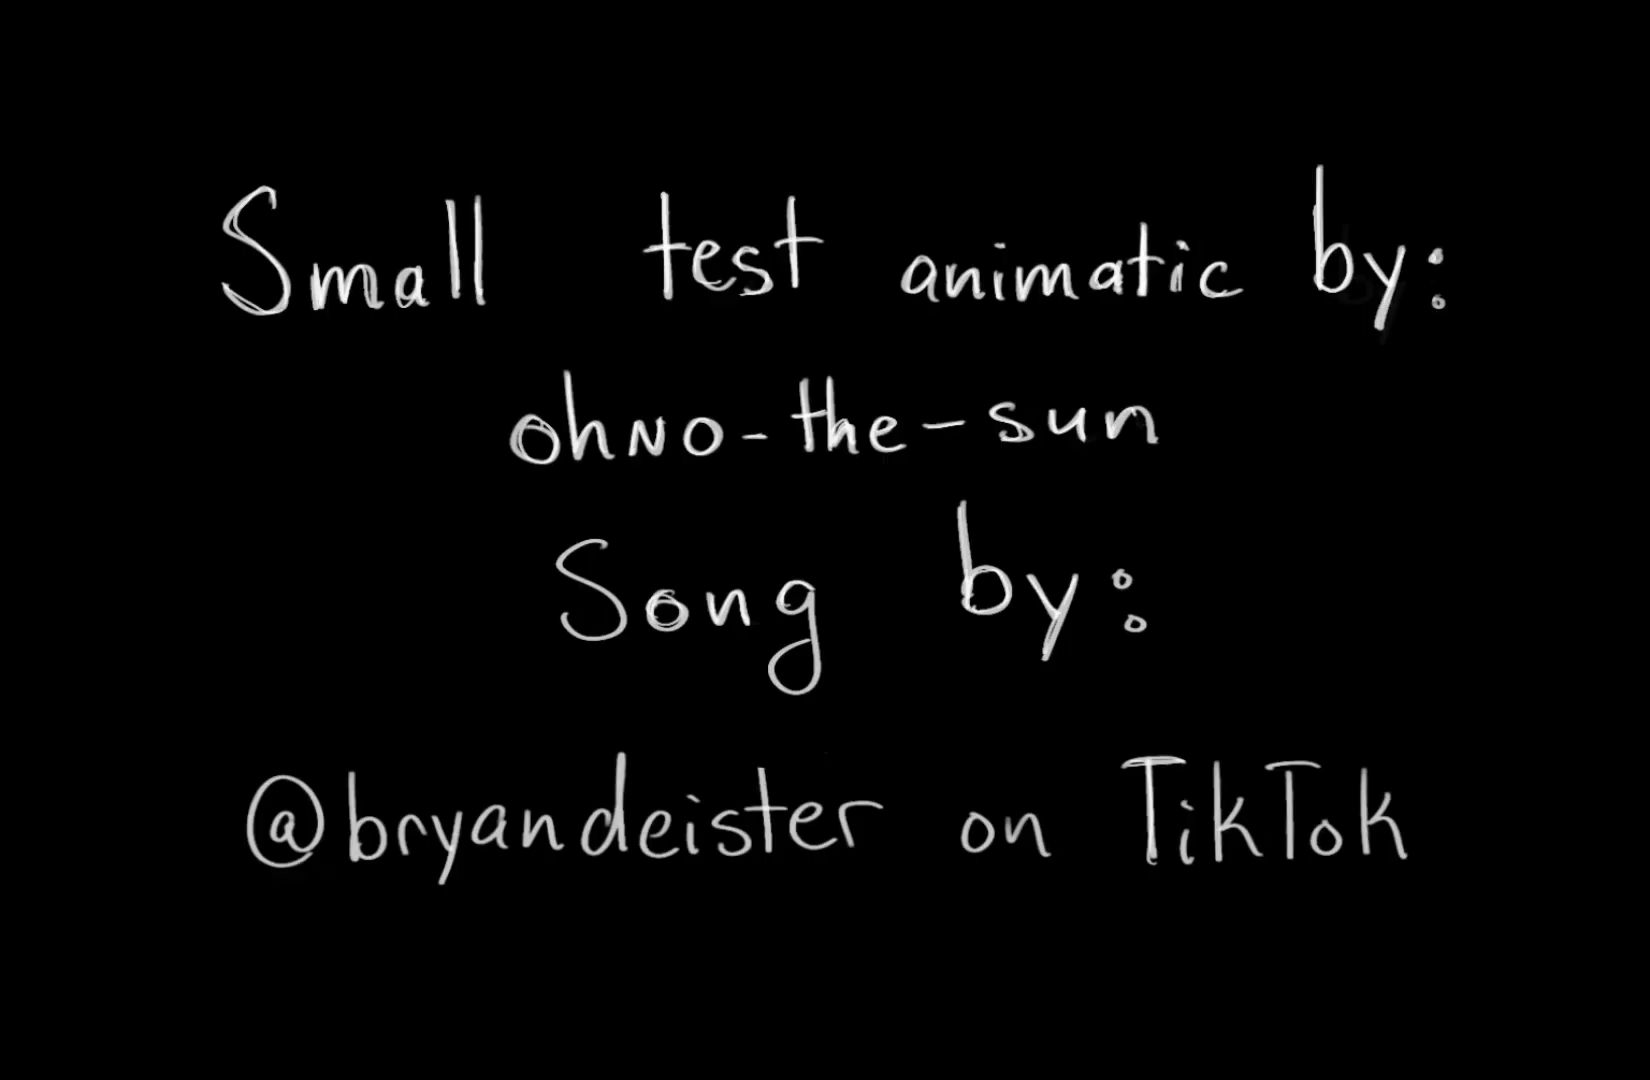 Small test animatic by:
ohno-the-sun
Song by:
@bryandeister on TikTok